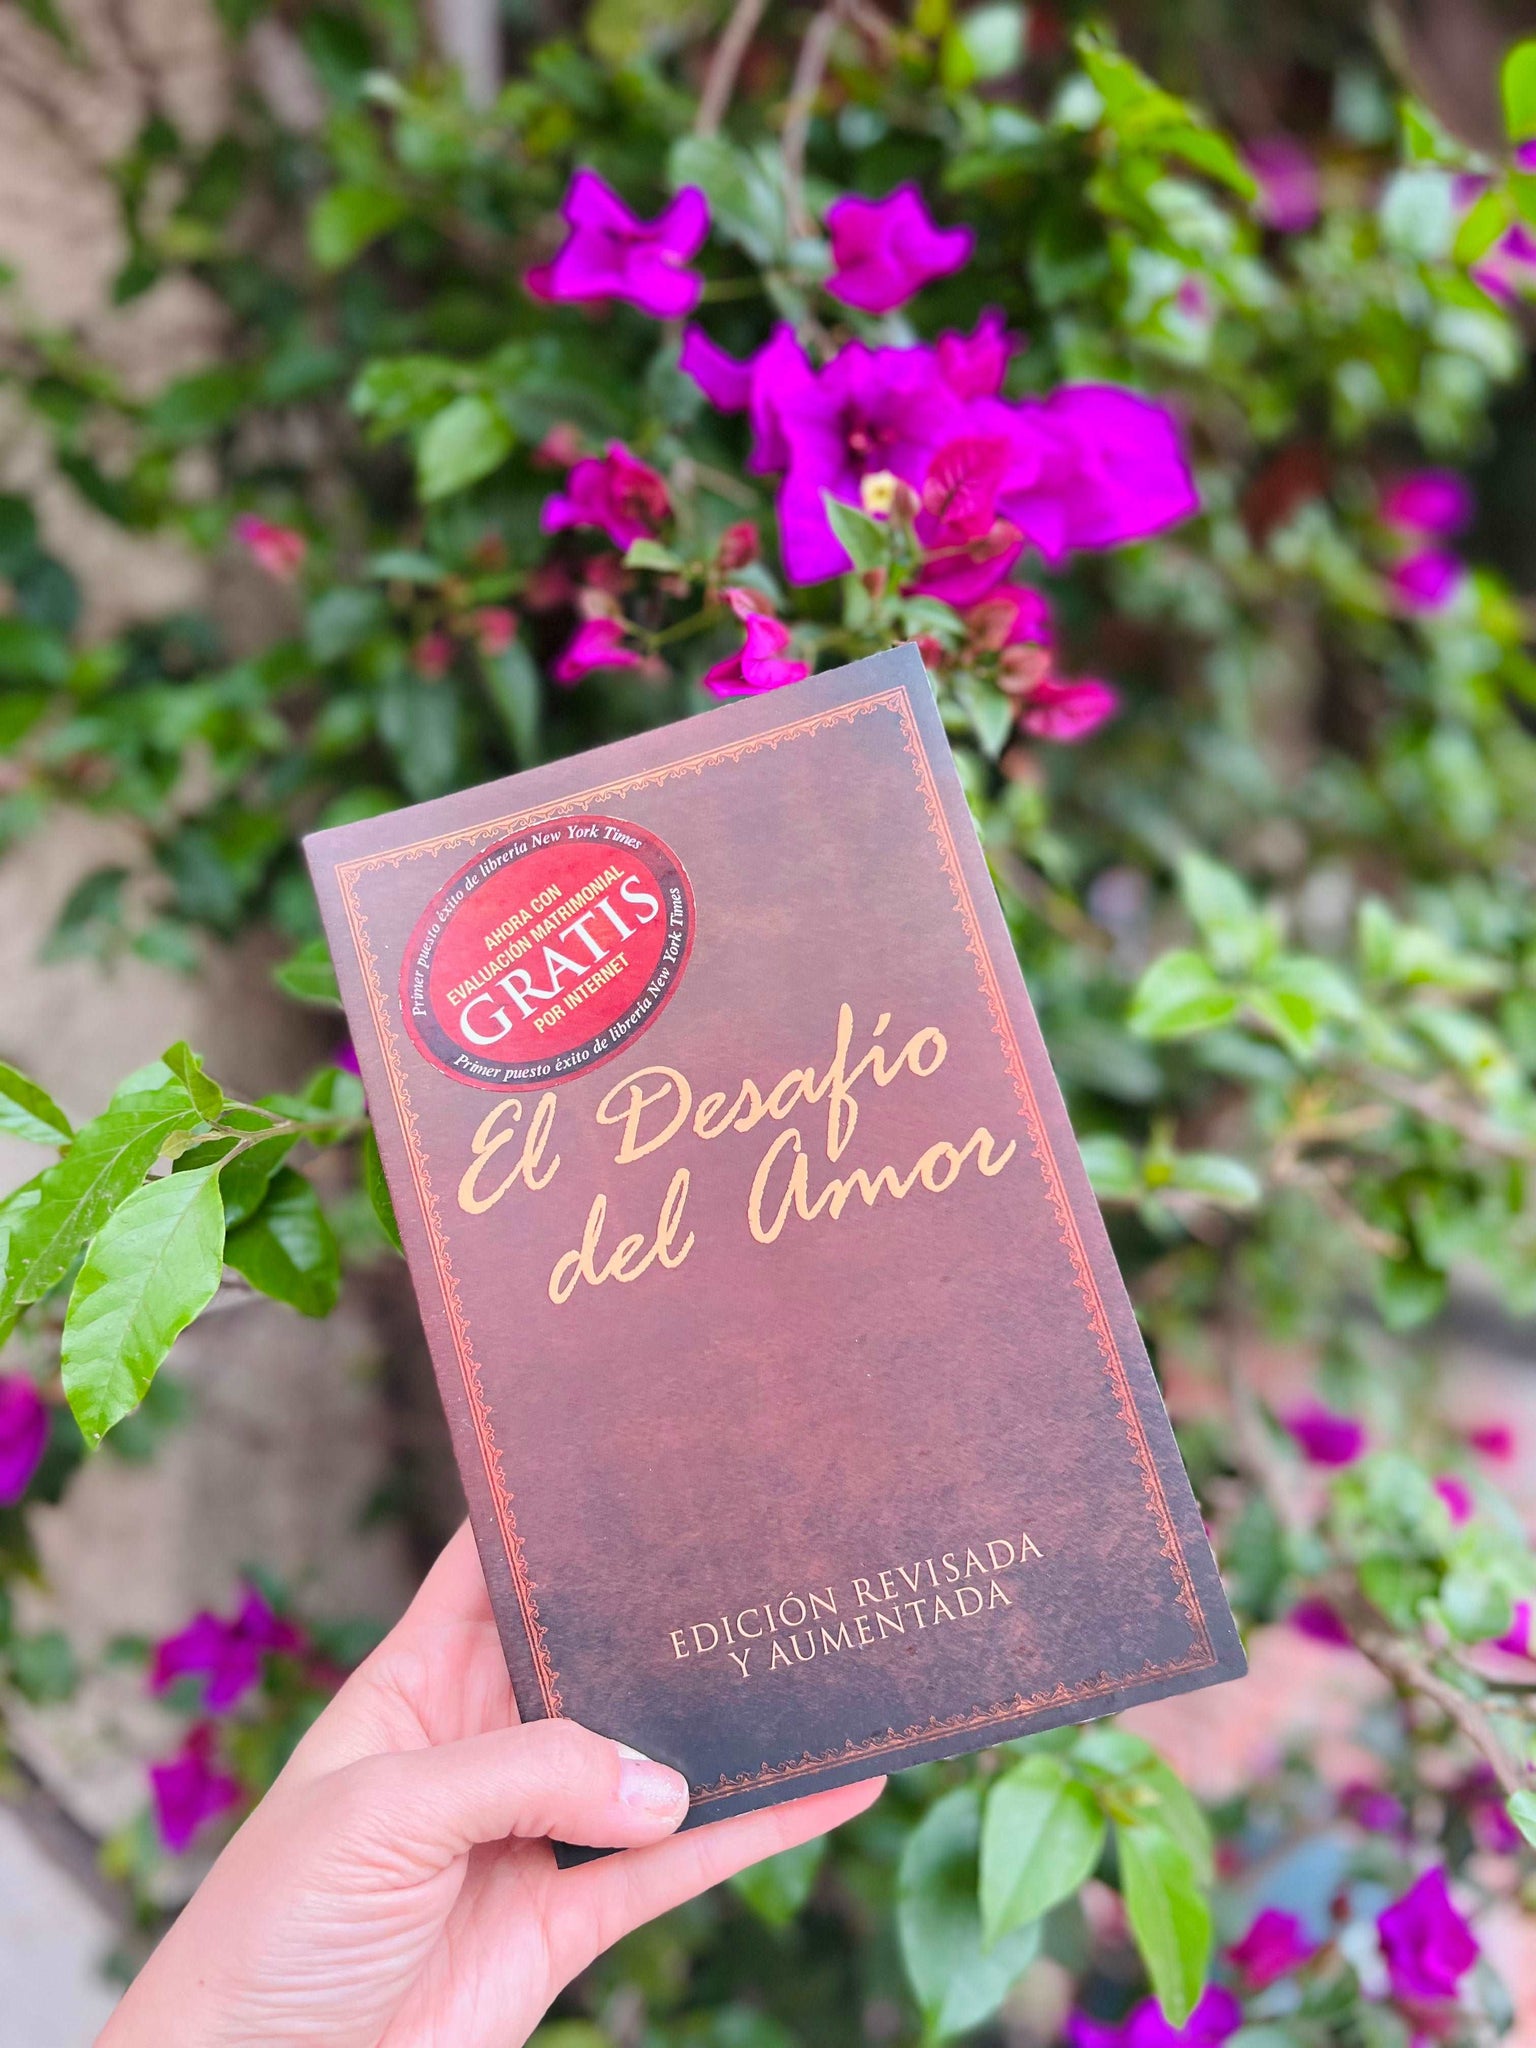 Primer puesto éxito de librería New York Times
AHORA CON
EVALUACIÓN MATRIMONIAL
GRATIS
POR INTERNET
Primer puesto éxito de librería New York Times
El Desafío
del Amor
EDICIÓN REVISADA
Y AUMENTADA